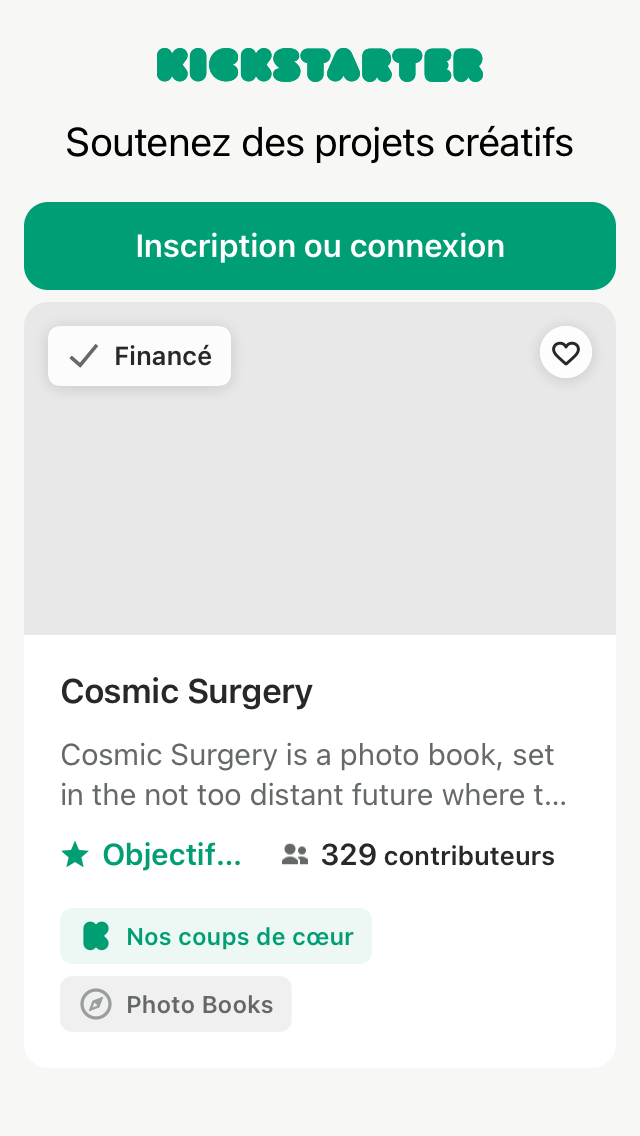 KICKSTARTER
Soutenez des projets créatifs
Inscription ou connexion
Financé
Cosmic Surgery
Cosmic Surgery is a photo book, set
in the not too distant future where t...
Objectif...
329 contributeurs
Nos coups de cœur
Photo Books